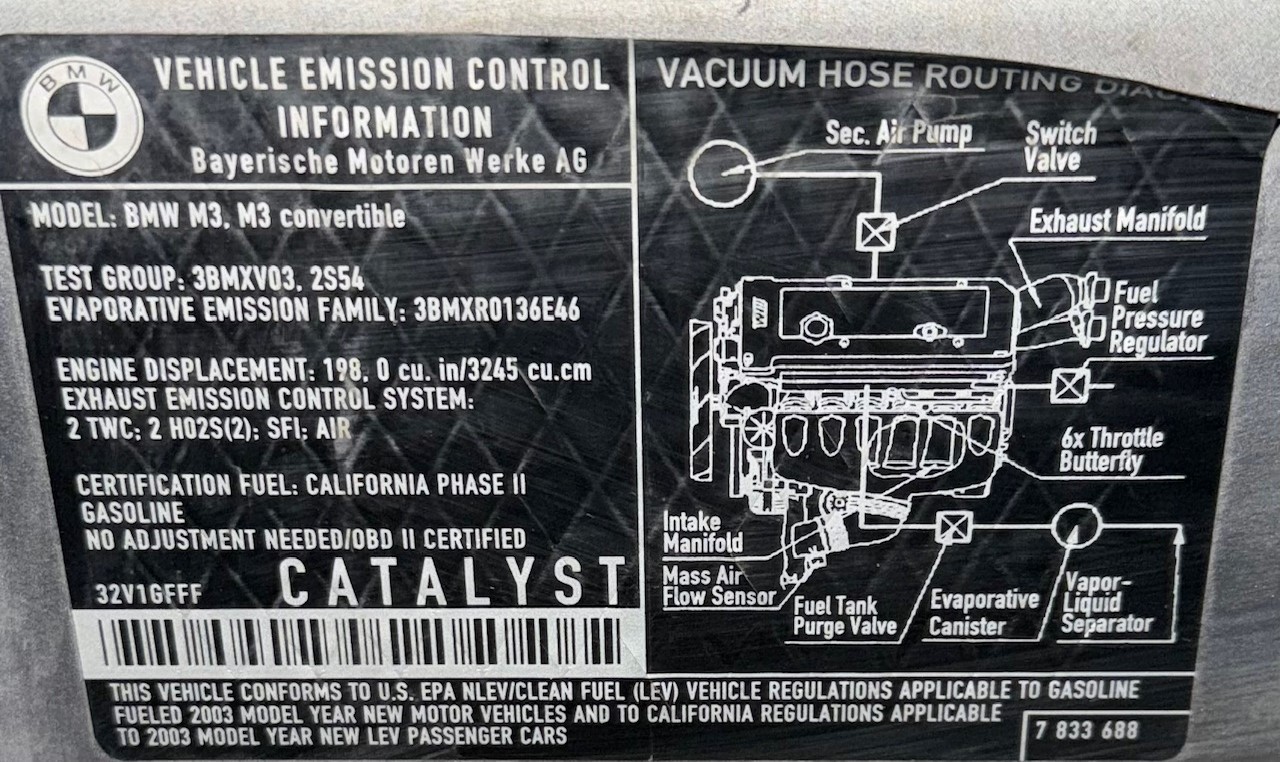 BMW
VEHICLE EMISSION CONTROL
INFORMATION
Bayerische Motoren Werke AG
MODEL: BMW M3, M3 convertible
TEST GROUP: 3BMXV03, 2S54
EVAPORATIVE EMISSION FAMILY: 3BMXR0136E46
ENGINE DISPLACEMENT: 198, 0 cu. in/3245 cu.cm
EXHAUST EMISSION CONTROL SYSTEM:
2 TWC; 2 HO2S(2); SFI; AIR
CERTIFICATION FUEL: CALIFORNIA PHASE II
GASOLINE
NO ADJUSTMENT NEEDED/OBD II CERTIFIED
32V1GFFF
CATALYST
VACUUM HOSE ROUTING
Sec. Air Pump
Switch
Valve
Exhaust Manifold
Fuel
Pressure
Regulator
6x Throttle
Butterfly
Intake
Manifold
Mass Air
Flow Sensor
Fuel Tank
Purge Valve
Evaporative
Canister
Vapor-
Liquid
Separator
THIS VEHICLE CONFORMS TO U.S. EPA NLEV/CLEAN FUEL (LEV) VEHICLE REGULATIONS APPLICABLE TO GASOLINE
FUELED 2003 MODEL YEAR NEW MOTOR VEHICLES AND TO CALIFORNIA REGULATIONS APPLICABLE
TO 2003 MODEL YEAR NEW LEV PASSENGER CARS
7 833 688